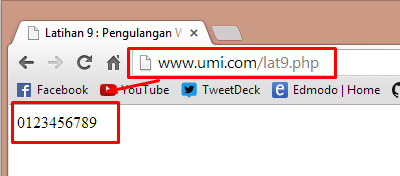 Latihan 9 : Pengulangan W
www.umi.com/lat9.php
Facebook YouTube TweetDeck Edmodo | Home
0123456789